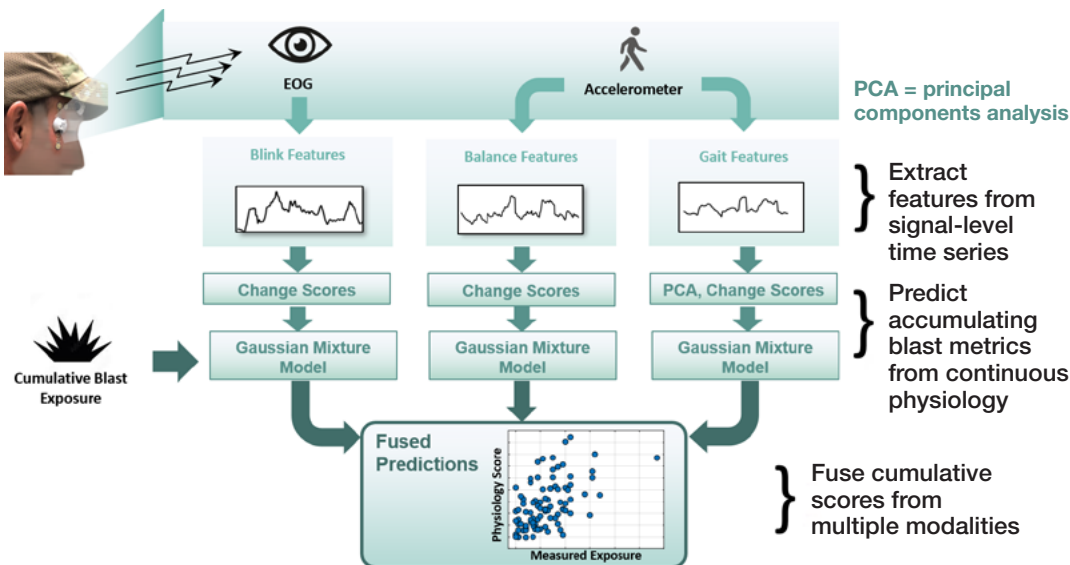 EOG
Accelerometer
PCA = principal
components analysis
Blink Features
Balance Features
Gait Features
Extract
features from
signal-level
time series
Change Scores
Change Scores
PCA, Change Scores
Predict
accumulating
blast metrics
from continuous
physiology
Gaussian Mixture
Model
Gaussian Mixture
Model
Gaussian Mixture
Model
Cumulative Blast
Exposure
Fused
Predictions
Physiology Score
Measured Exposure
Fuse cumulative
scores from
multiple modalities